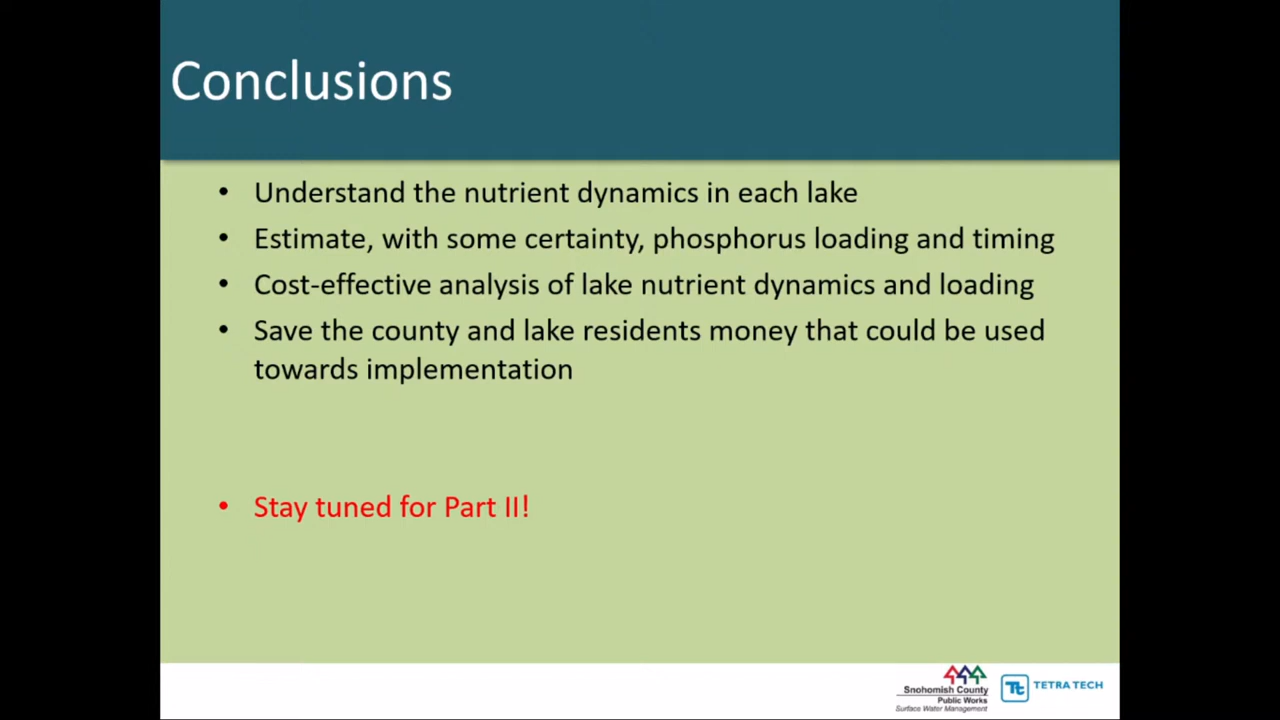 Conclusions
• Understand the nutrient dynamics in each lake
• Estimate, with some certainty, phosphorus loading and timing
• Cost-effective analysis of lake nutrient dynamics and loading
• Save the county and lake residents money that could be used
towards implementation
• Stay tuned for Part II!
Snohomish County
Public Works
Surface Water Management
Tt TETRA TECH